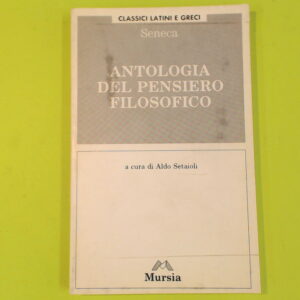 CLASSICI LATINI E GRECI
Seneca
ANTOLOGIA
DEL PENSIERO
FILOSOFICO
a cura di Aldo Setaioli
Mursia